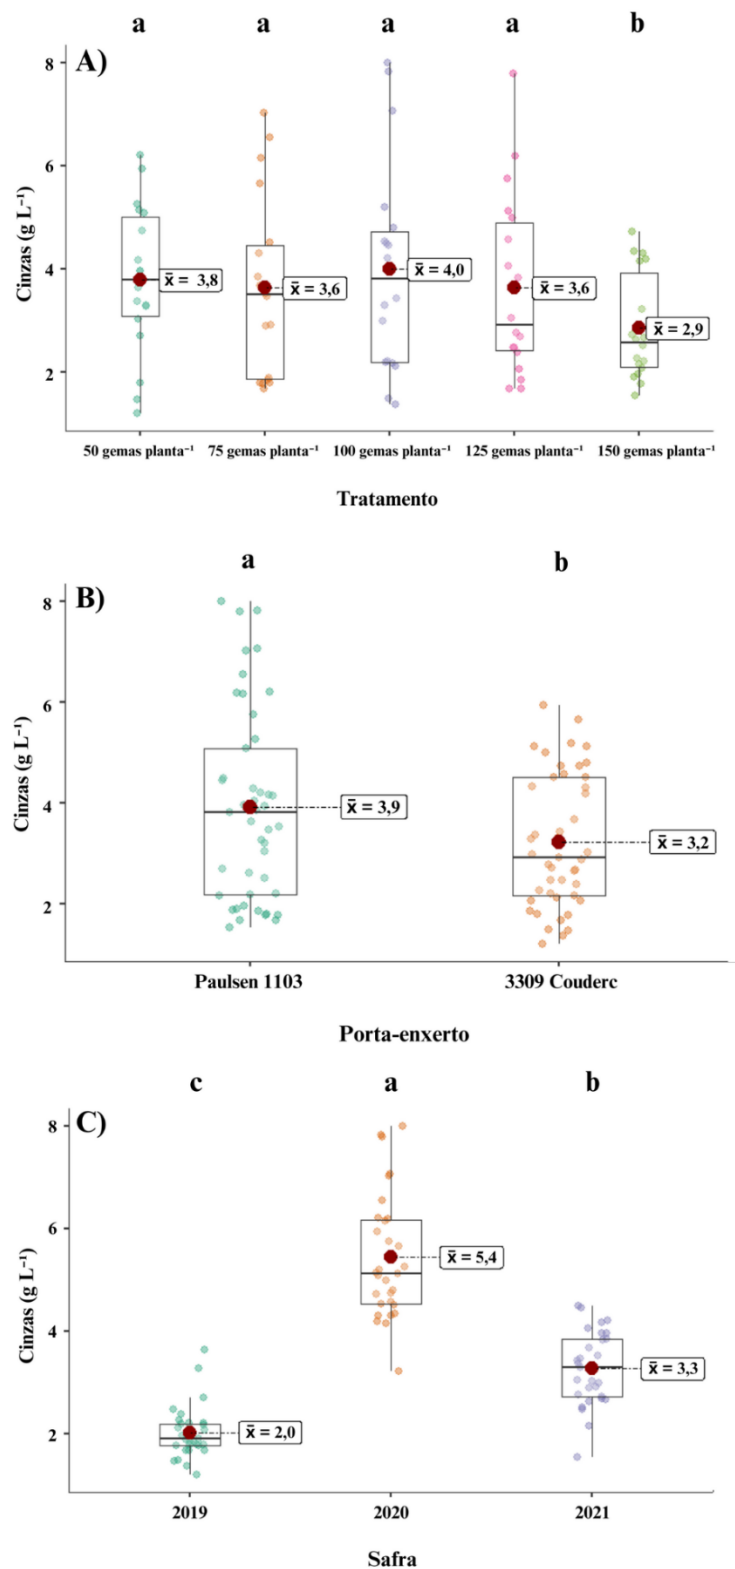 a a a a b
A)
8
6
4
2
Cinzas (g L⁻¹)
x̄ = 3,8
x̄ = 3,6
x̄ = 4,0
x̄ = 3,6
x̄ = 2,9
50 gemas planta⁻¹ 75 gemas planta⁻¹ 100 gemas planta⁻¹ 125 gemas planta⁻¹ 150 gemas planta⁻¹
Tratamento
a b
B)
8
6
4
2
Cinzas (g L⁻¹)
x̄ = 3,9
x̄ = 3,2
Paulsen 1103 3309 Couderc
Porta-enxerto
c a b
C)
8
6
4
2
Cinzas (g L⁻¹)
x̄ = 2,0
x̄ = 5,4
x̄ = 3,3
2019 2020 2021
Safra